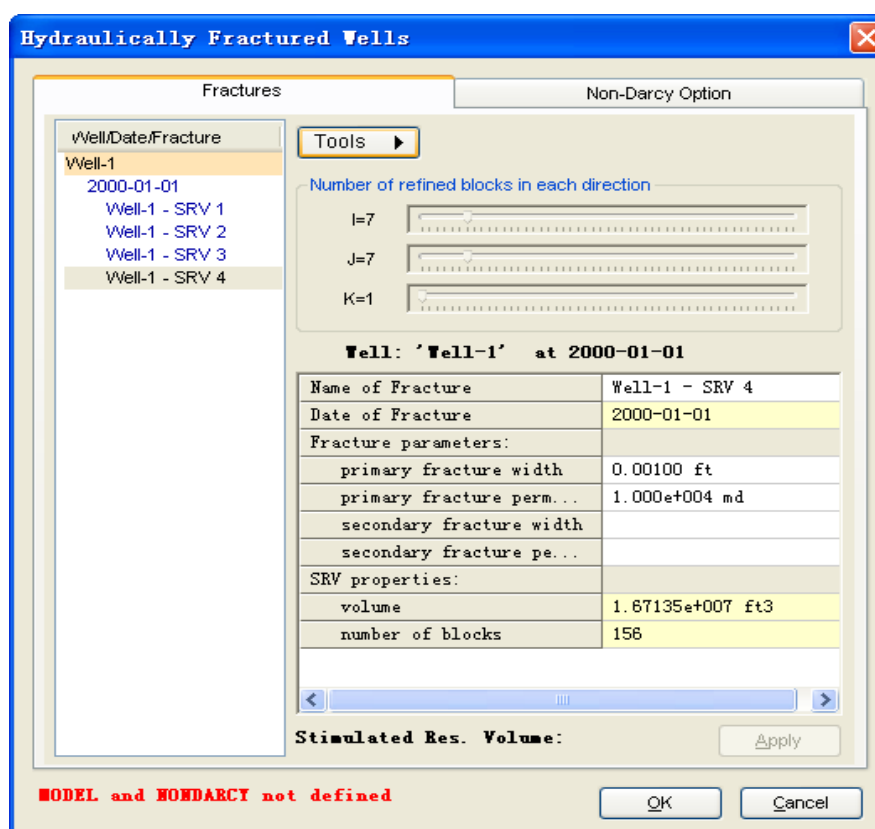 Hydraulically Fractured Wells
Fractures
Non-Darcy Option
Well/Date/Fracture
Well-1
2000-01-01
Well-1 - SRV 1
Well-1 - SRV 2
Well-1 - SRV 3
Well-1 - SRV 4
Tools
Number of refined blocks in each direction
I=7
J=7
K=1
Well: 'Well-1' at 2000-01-01
Name of Fracture Well-1 - SRV 4
Date of Fracture 2000-01-01
Fracture parameters:
primary fracture width 0.00100 ft
primary fracture perm... 1.000e+004 md
secondary fracture width
secondary fracture pe...
SRV properties:
volume 1.67135e+007 ft3
number of blocks 156
Stimulated Res. Volume:
Apply
MODEL and NONDARCY not defined
OK
Cancel